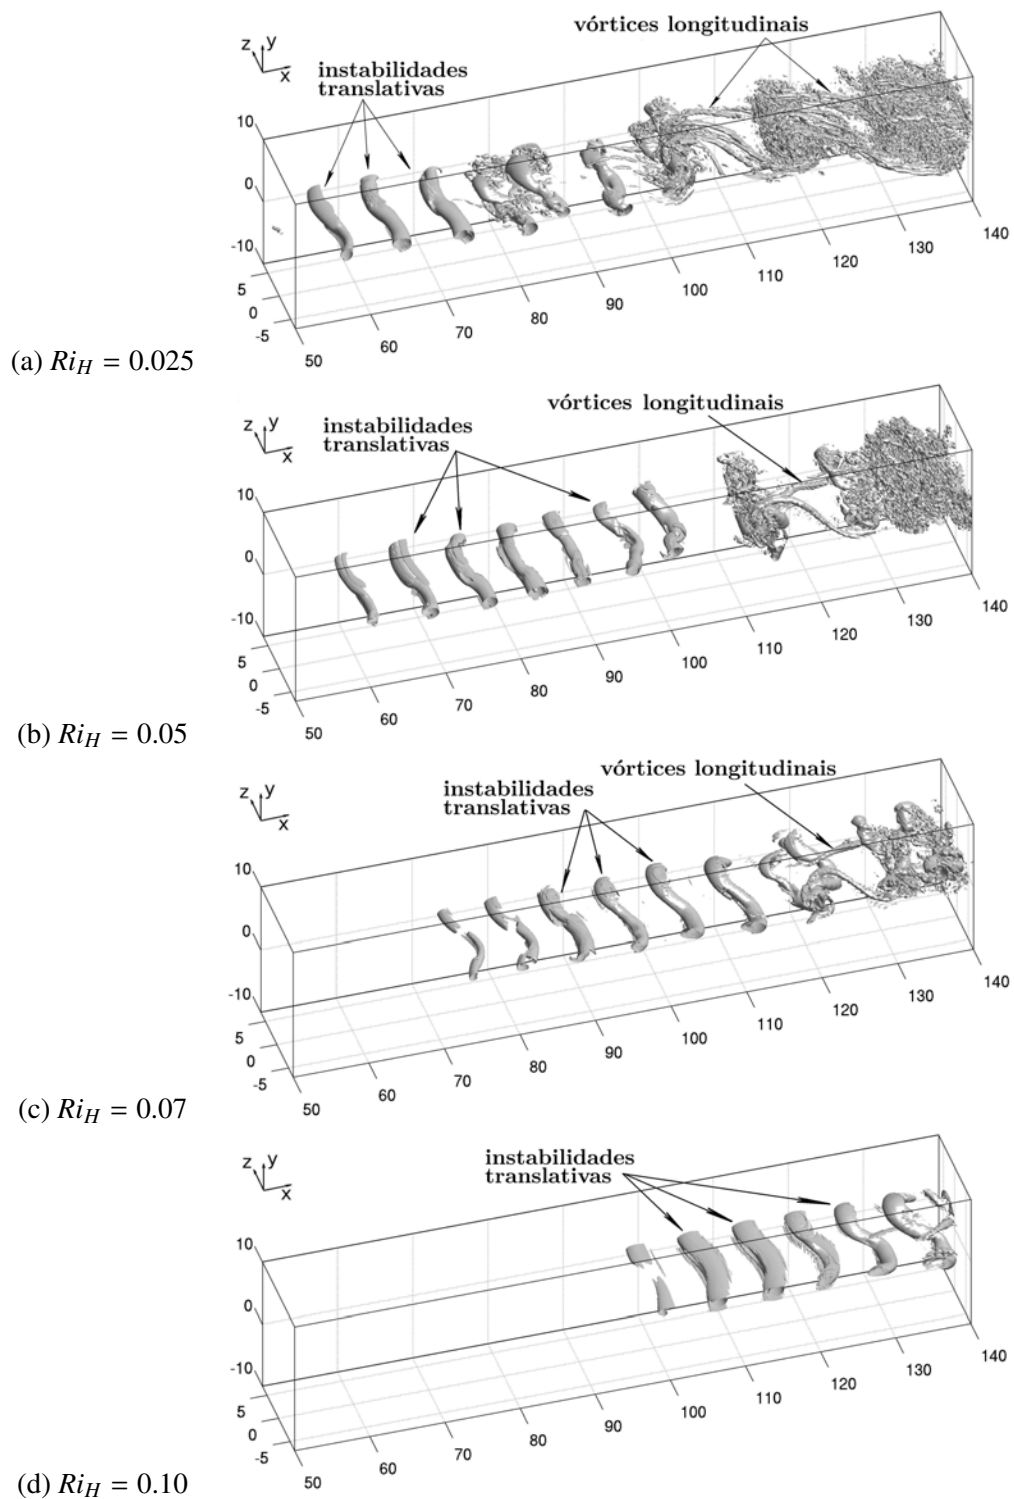 vórtices longitudinais
z y
x
instabilidades
translativas
10
0
-10
5
0
-5
50
60
70
80
90
100
110
120
130
140
(a) Ri_H = 0.025
vórtices longitudinais
z y
x
instabilidades
translativas
10
0
-10
5
0
-5
50
60
70
80
90
100
110
120
130
140
(b) Ri_H = 0.05
vórtices longitudinais
z y
x
instabilidades
translativas
10
0
-10
5
0
-5
50
60
70
80
90
100
110
120
130
140
(c) Ri_H = 0.07
instabilidades
translativas
z y
x
10
0
-10
5
0
-5
50
60
70
80
90
100
110
120
130
140
(d) Ri_H = 0.10